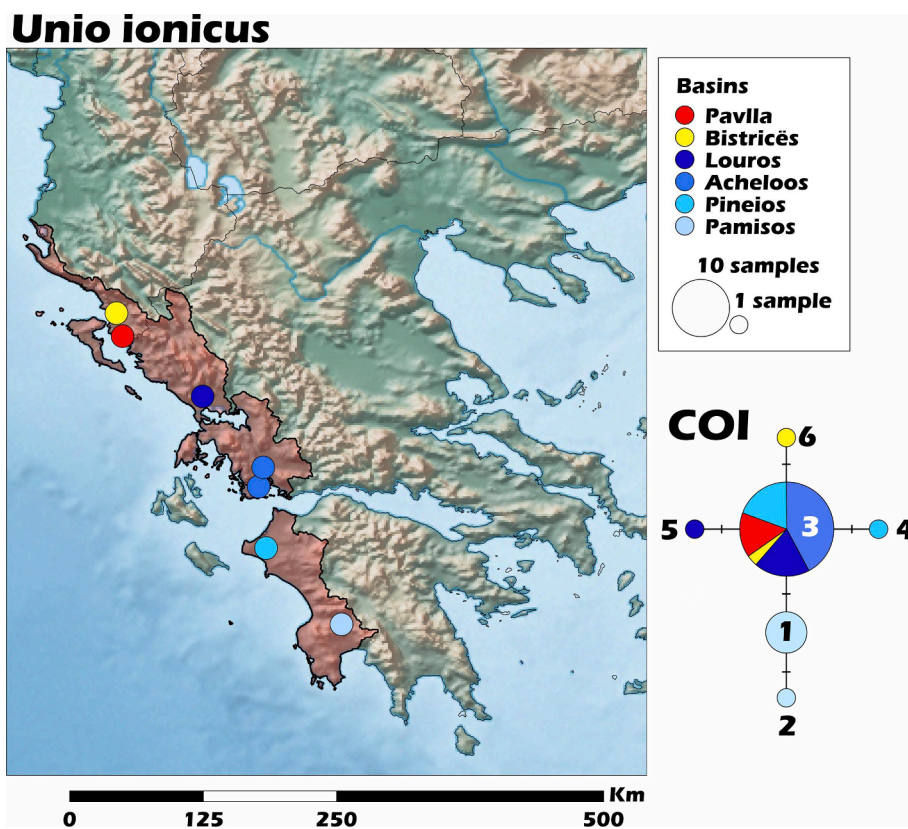 Unio ionicus
Basins
Pavlla
Bistricës
Louros
Acheloos
Pineios
Pamisos
10 samples
1 sample
COI
6
5
3
4
1
2
Km
0 125 250 500